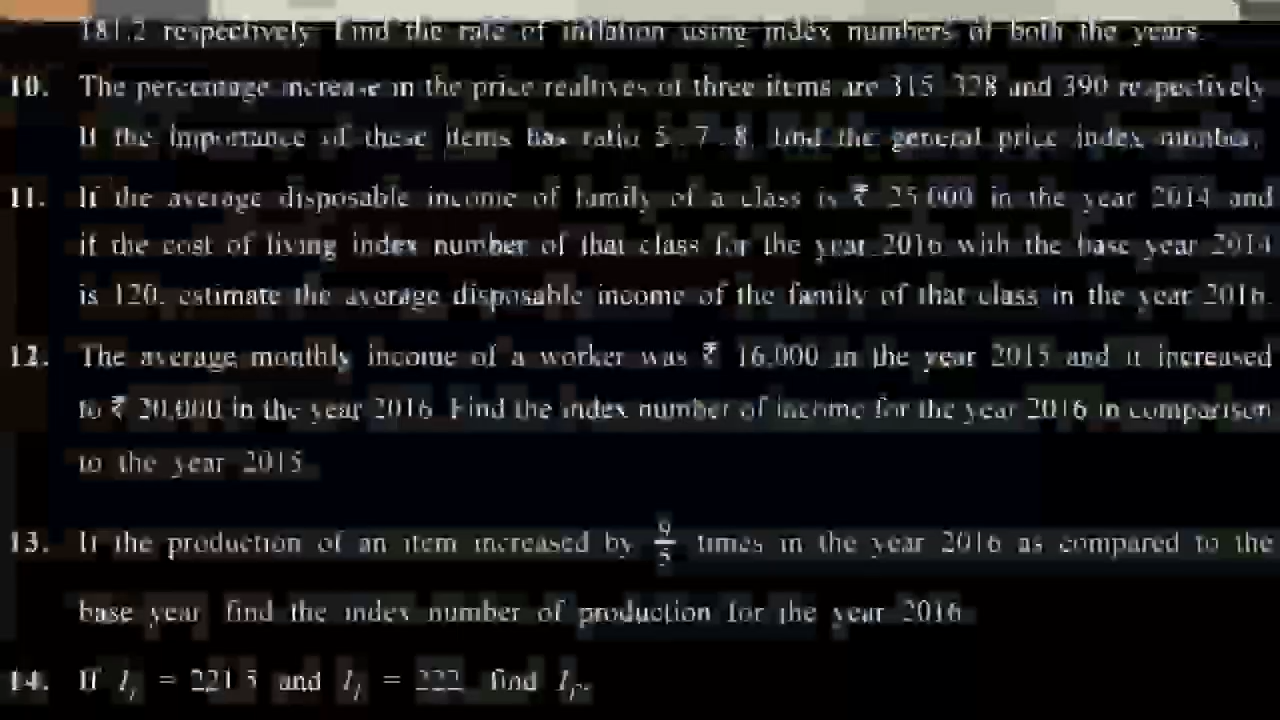 181.2 respectively. Find the rate of inflation using index numbers of both the years.
10. The percentage increase in the price realtives of three items are 315, 328 and 390 respectively.
If the importance of these items has ratio 5 : 7 : 8, find the general price index number.
11. If the average disposable income of family of a class is ₹ 25,000 in the year 2014 and
if the cost of living index number of that class for the year 2016 with the base year 2014
is 120, estimate the average disposable income of the family of that class in the year 2016.
12. The average monthly income of a worker was ₹ 16,000 in the year 2015 and it increased
to ₹ 20,000 in the year 2016. Find the index number of income for the year 2016 in comparison
to the year 2015.
13. If the production of an item increased by 9/5 times in the year 2016 as compared to the
base year, find the index number of production for the year 2016.
14. If = 221.5 and = 222, find